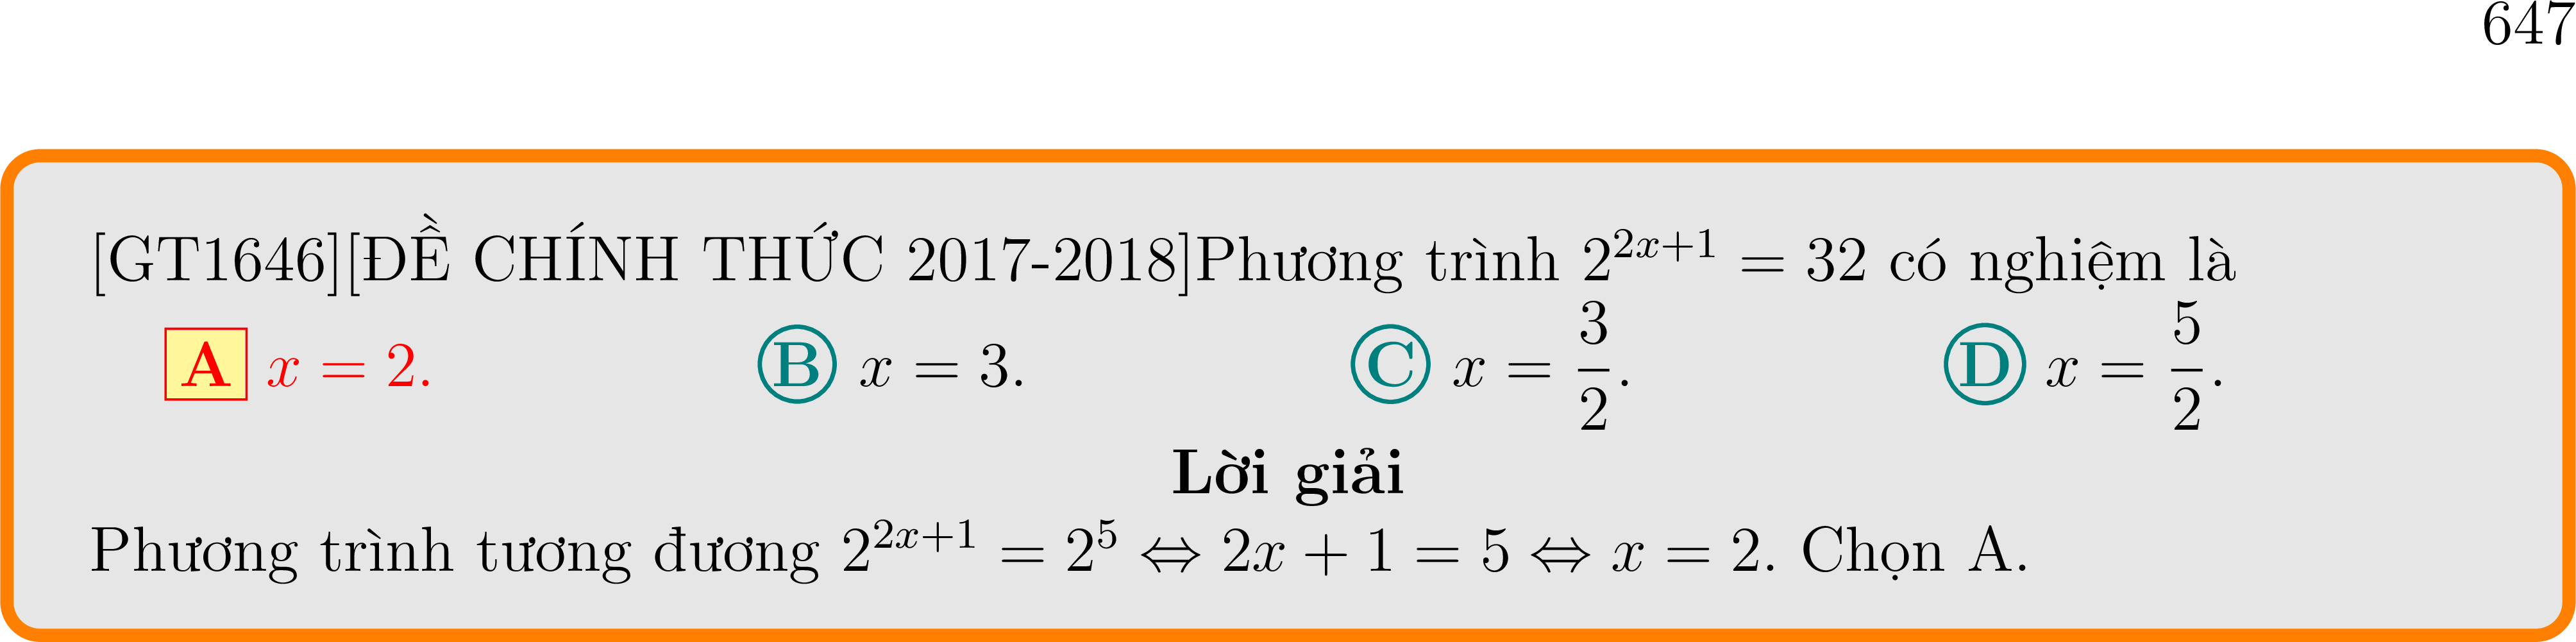 647
[GT1646][ĐỀ CHÍNH THỨC 2017-2018]Phương trình $2^{2x+1} = 32$ có nghiệm là
A x = 2. B x = 3. C $x = \frac{3}{2}$. D $x = \frac{5}{2}$.
Lời giải
Phương trình tương đương $2^{2x+1} = 2^5 \Leftrightarrow 2x + 1 = 5 \Leftrightarrow x = 2$. Chọn A.